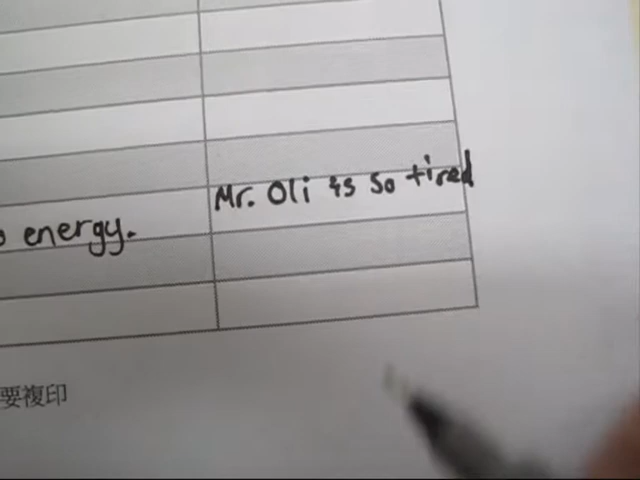 Mr. Oli is so tired
energy.
要複印